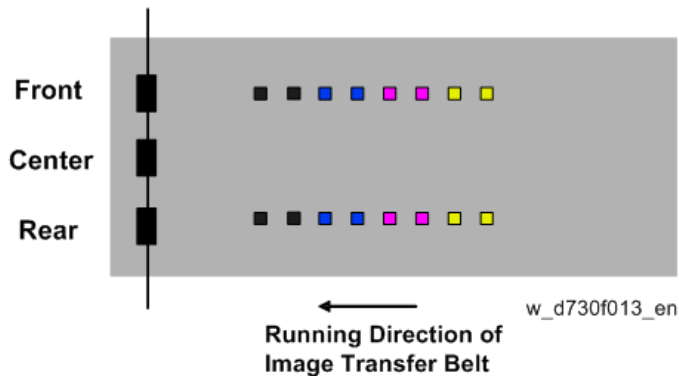 Front
Center
Rear
w_d730f013_en
Running Direction of
Image Transfer Belt